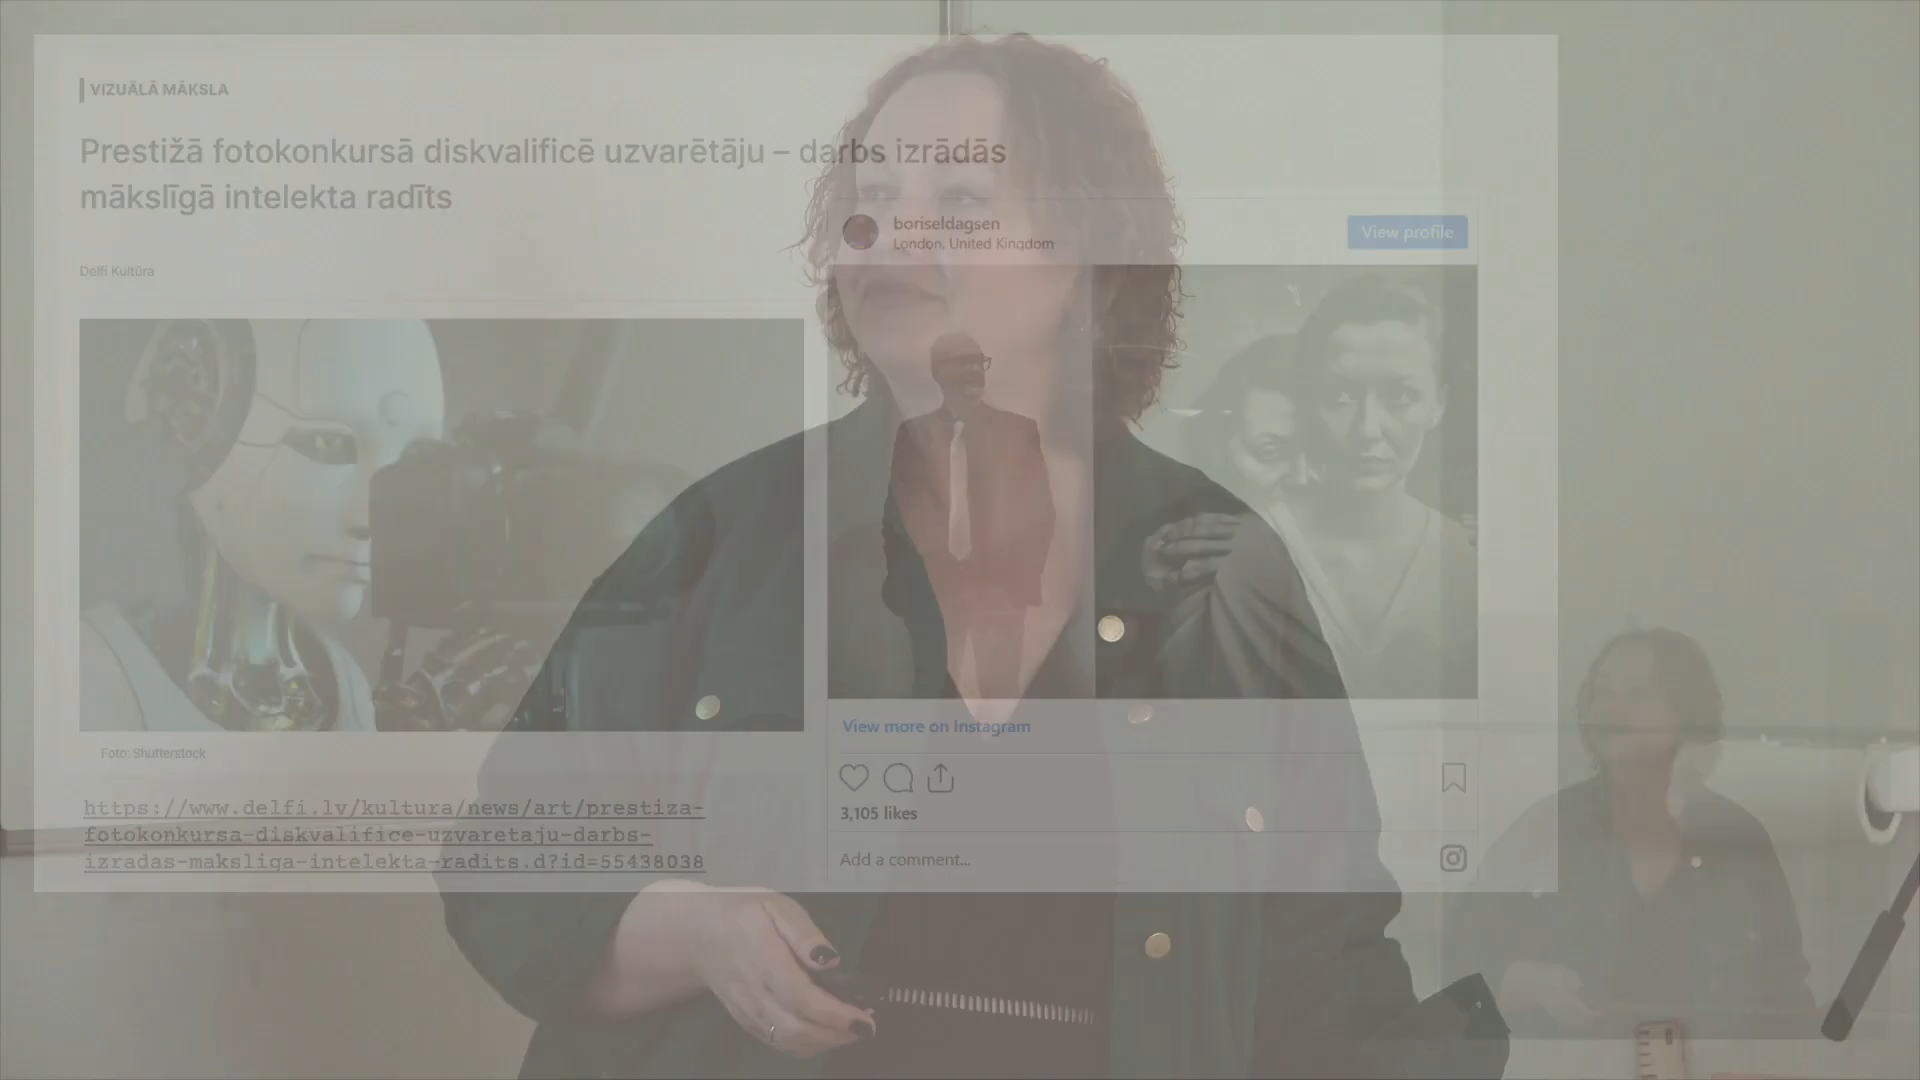 VIZUĀLĀ MĀKSLA
Prestižā fotokonkursā diskvalificē uzvarētāju – darbs izrādās
mākslīgā intelekta radīts
boriseldagsen
London, United Kingdom
View profile
Delfi Kultūra
View more on Instagram
Foto: Shutterstock
https://www.delfi.lv/kultura/news/art/prestiza-
fotokonkursa-diskvalifice-uzvaretaju-darbs-
izradas-maksliga-intelekta-radits.d?id=55438038
3,105 likes
Add a comment...